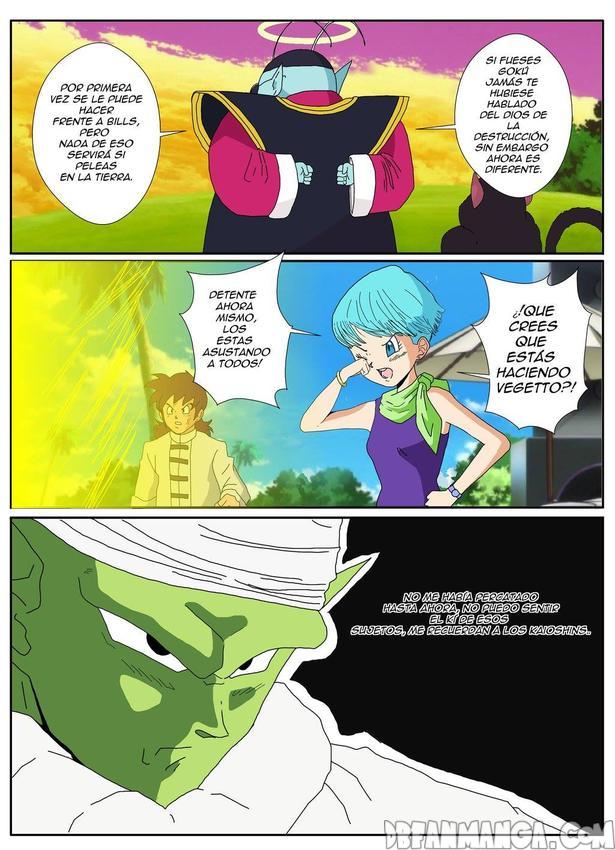 SI FUESES
GOKÚ
JAMÁS TE
HUBIESE
HABLADO
DEL DIOS DE
LA
DESTRUCCIÓN,
SIN EMBARGO
AHORA ES
DIFERENTE.
POR PRIMERA
VEZ SE LE PUEDE
HACER
FRENTE A BILLS,
PERO
NADA DE ESO
SERVIRÁ SI
PELEAS
EN LA TIERRA.
¿!QUE
CREES
QUE
ESTÁS
HACIENDO
VEGETTO?!
DETENTE
AHORA
MISMO,
LOS
ESTAS
ASUSTANDO
A TODOS!
NO ME HABÍA PERCATADO
HASTA AHORA, NO PUEDO SENTIR
EL KÍ DE ESOS
SUJETOS, ME RECUERDAN A LOS KAIOSHINS..
DBFANMANGA.COM